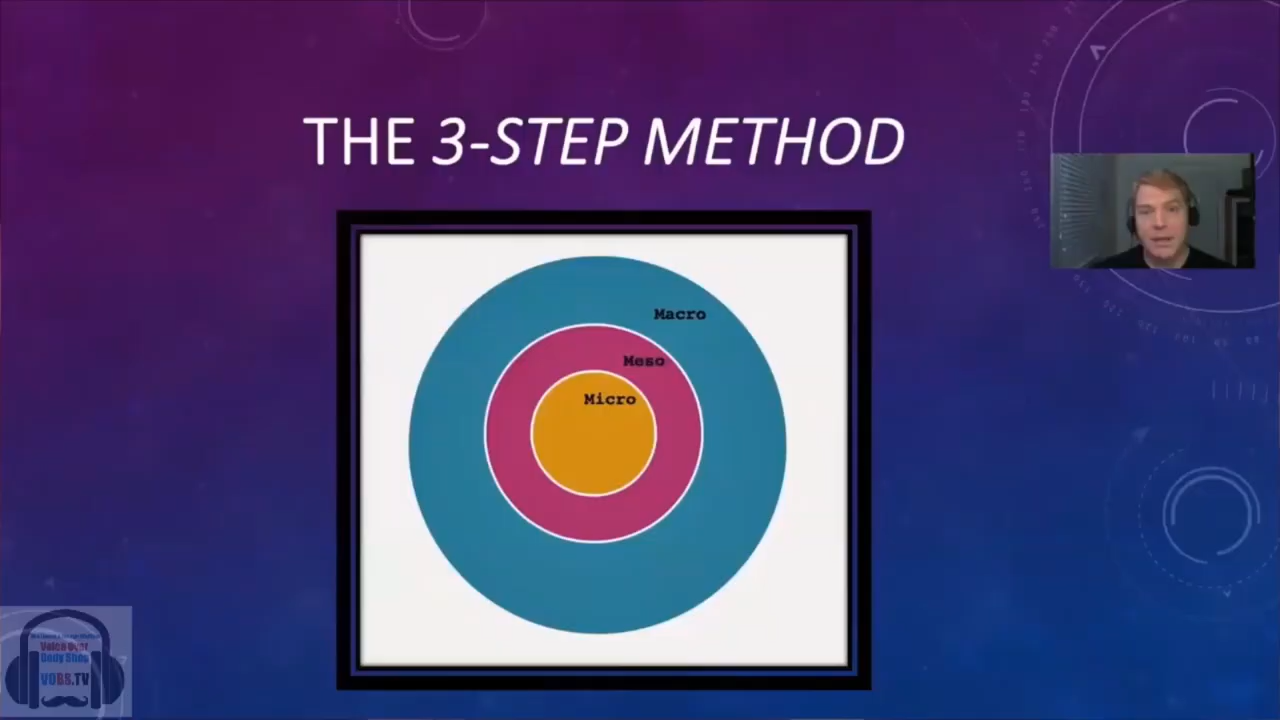 THE 3-STEP METHOD
Macro
Meso
Micro
Voice Over
Body Shop
VOBS.TV